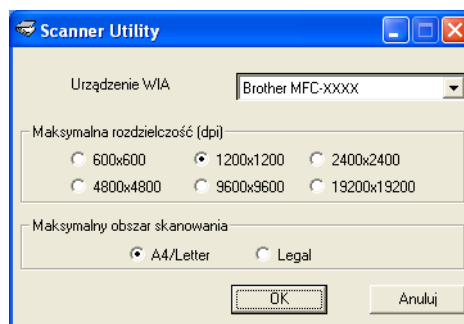 Scanner Utility
Urządzenie WIA Brother MFC-XXXX
Maksymalna rozdzielczość (dpi)
600x600 1200x1200 2400x2400
4800x4800 9600x9600 19200x19200
Maksymalny obszar skanowania
A4/Letter Legal
OK Anuluj